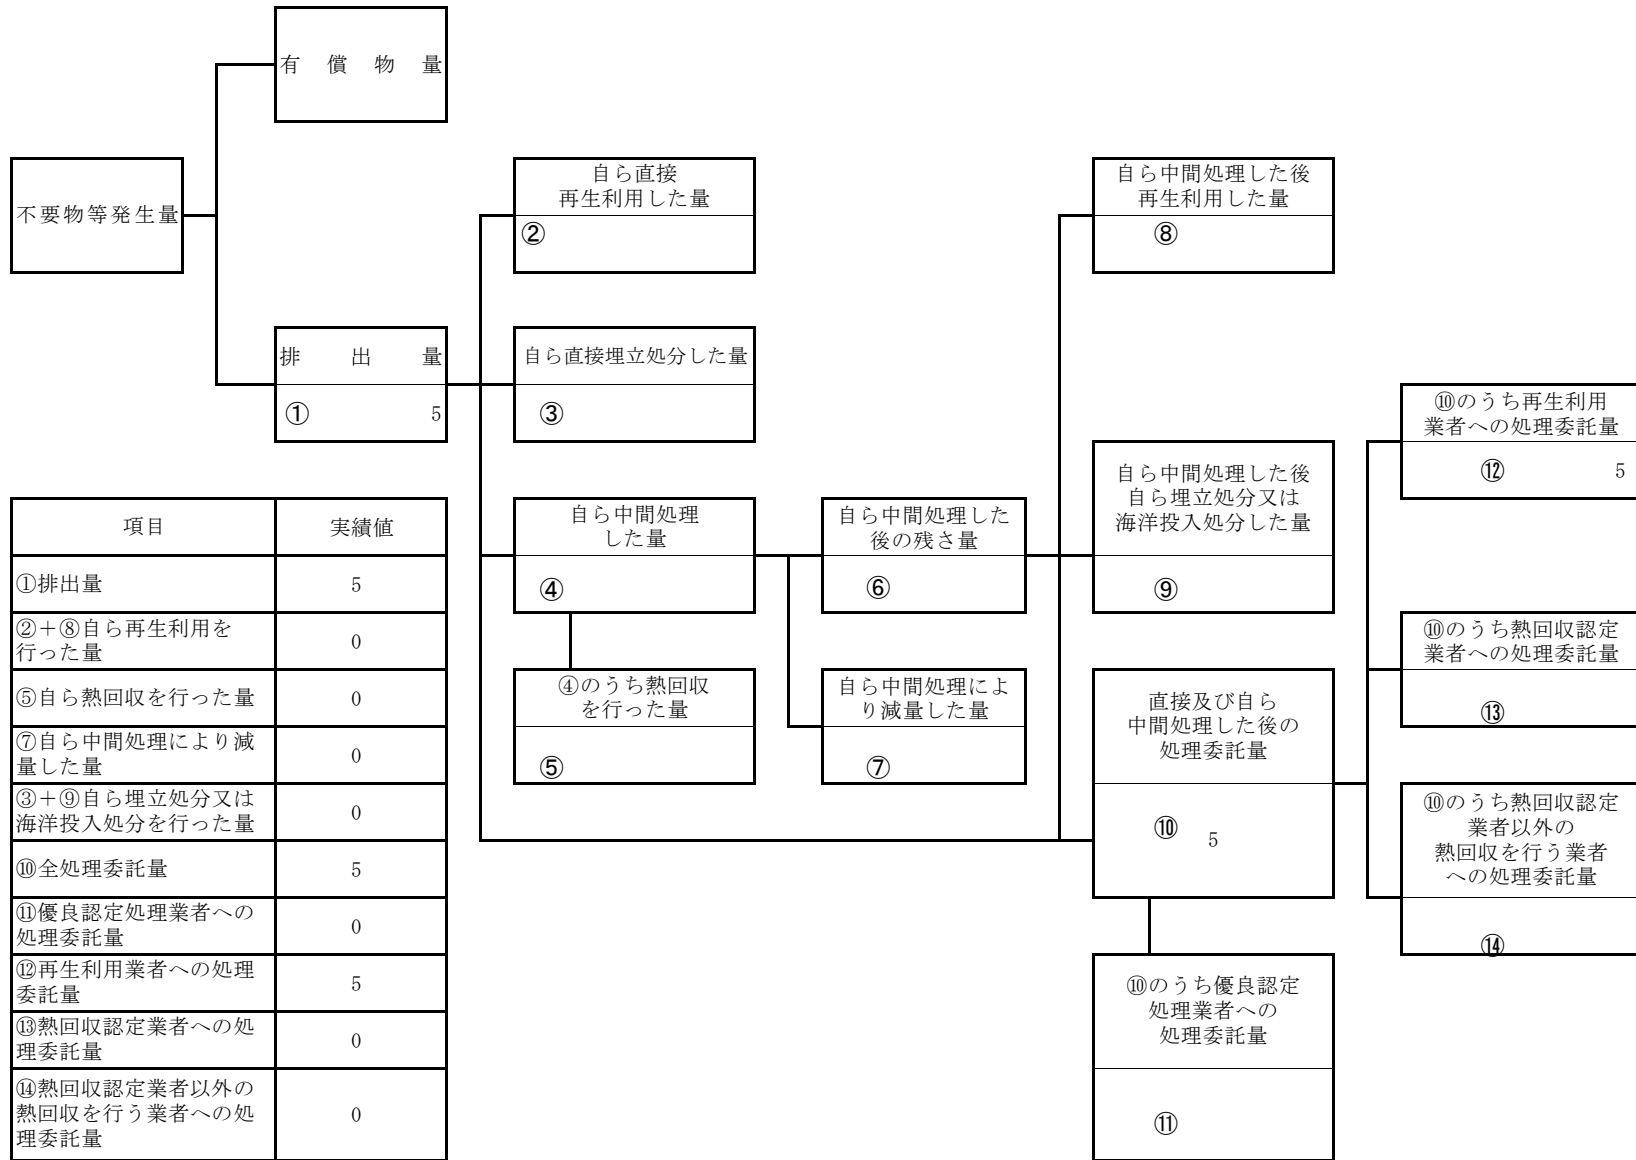 有償物量
不要物等発生量
自ら直接
再生利用した量
②
自ら中間処理した後
再生利用した量
⑧
排出量
① 5
自ら直接埋立処分した量
③
⑩のうち再生利用
業者への処理委託量
⑫ 5
自ら中間処理した後
自ら埋立処分又は
海洋投入処分した量
⑨
自ら中間処理
した量
④
自ら中間処理した
後の残さ量
⑥
④のうち熱回収
を行った量
⑤
自ら中間処理によ
り減量した量
⑦
直接及び自ら
中間処理した後の
処理委託量
⑩ 5
⑩のうち熱回収認定
業者への処理委託量
⑬
⑩のうち熱回収認定
業者以外の
熱回収を行う業者
への処理委託量
⑭
⑩のうち優良認定
処理業者への
処理委託量
⑪
項目 実績値
①排出量 5
②+⑧自ら再生利用を
行った量 0
⑤自ら熱回収を行った量 0
⑦自ら中間処理により減
量した量 0
③+⑨自ら埋立処分又は
海洋投入処分を行った量 0
⑩全処理委託量 5
⑪優良認定処理業者への
処理委託量 0
⑫再生利用業者への処理
委託量 5
⑬熱回収認定業者への処
理委託量 0
⑭熱回収認定業者以外の
熱回収を行う業者への処
理委託量 0